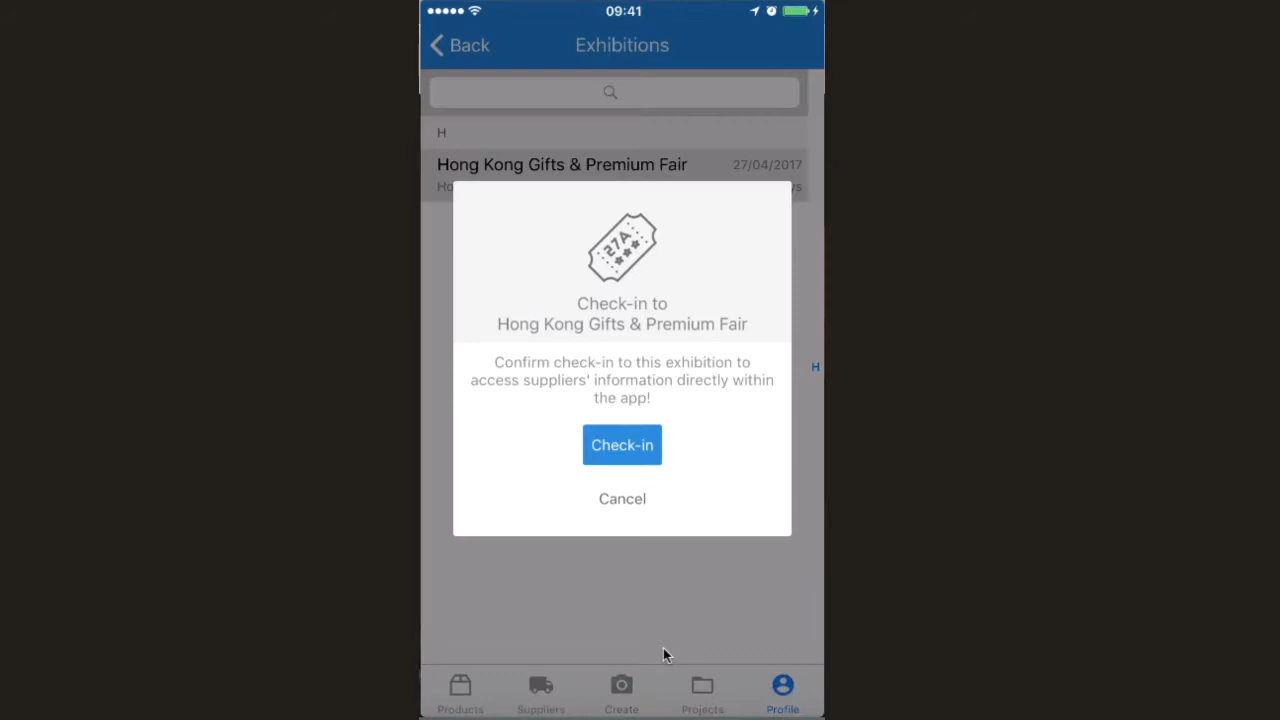 09:41
Back
Exhibitions
H
Hong Kong Gifts & Premium Fair
27/04/2017
27A
Check-in to
Hong Kong Gifts & Premium Fair
Confirm check-in to this exhibition to
access suppliers' information directly within
the app!
H
Check-in
Cancel
Products
Suppliers
Create
Projects
Profile